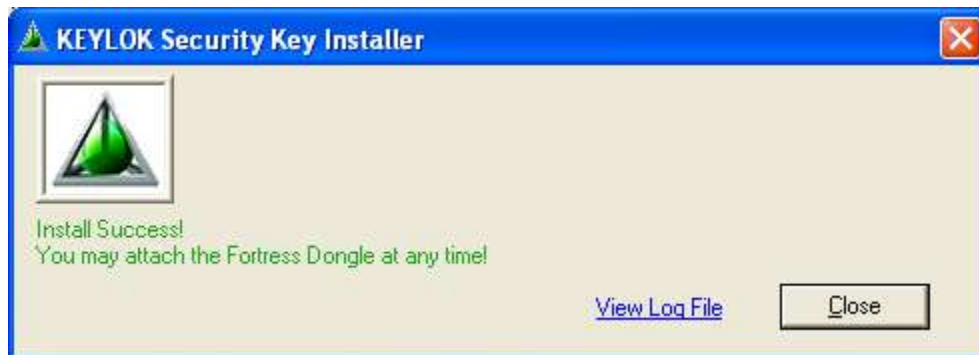 KEYLOK Security Key Installer
Install Success!
You may attach the Fortress Dongle at any time!
View Log File
Close